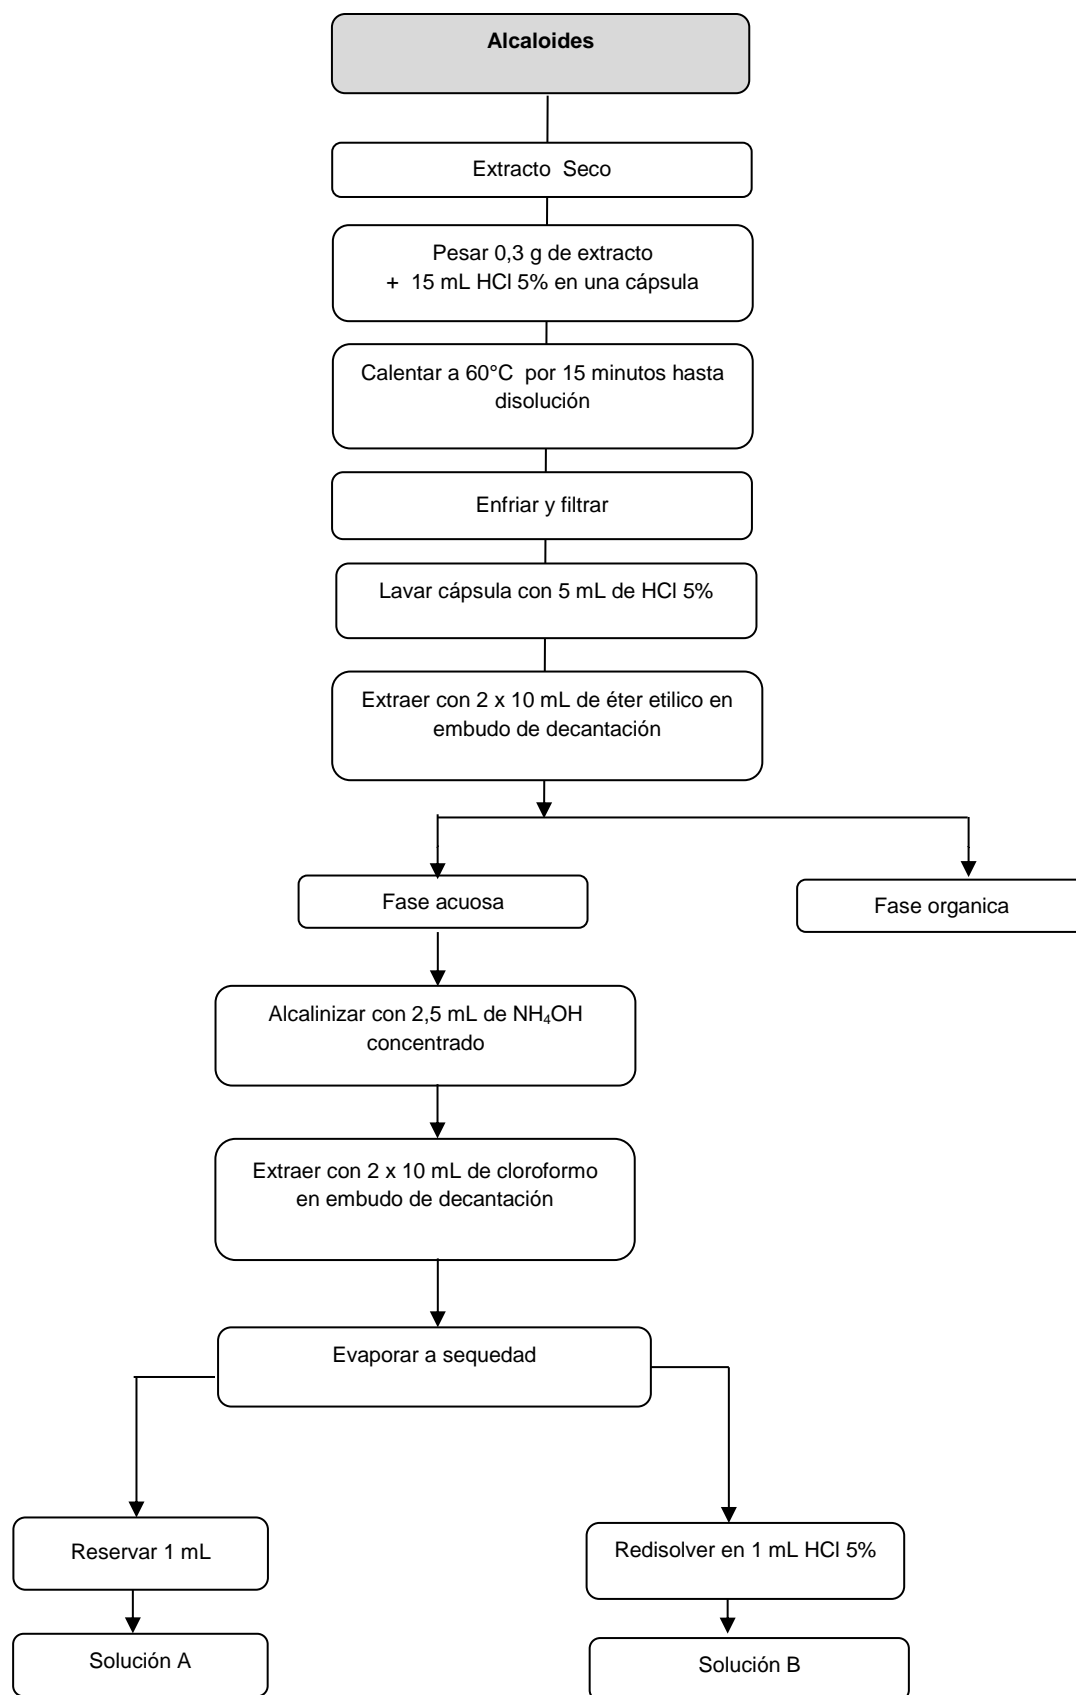 Alcaloides
Extracto Seco
Pesar 0,3 g de extracto
+ 15 mL HCl 5% en una cápsula
Calentar a 60°C por 15 minutos hasta
disolución
Enfriar y filtrar
Lavar cápsula con 5 mL de HCl 5%
Extraer con 2 x 10 mL de éter etilico en
embudo de decantación
Fase acuosa
Fase organica
Alcalinizar con 2,5 mL de NH₄OH
concentrado
Extraer con 2 x 10 mL de cloroformo
en embudo de decantación
Evaporar a sequedad
Reservar 1 mL
Redisolver en 1 mL HCl 5%
Solución A
Solución B